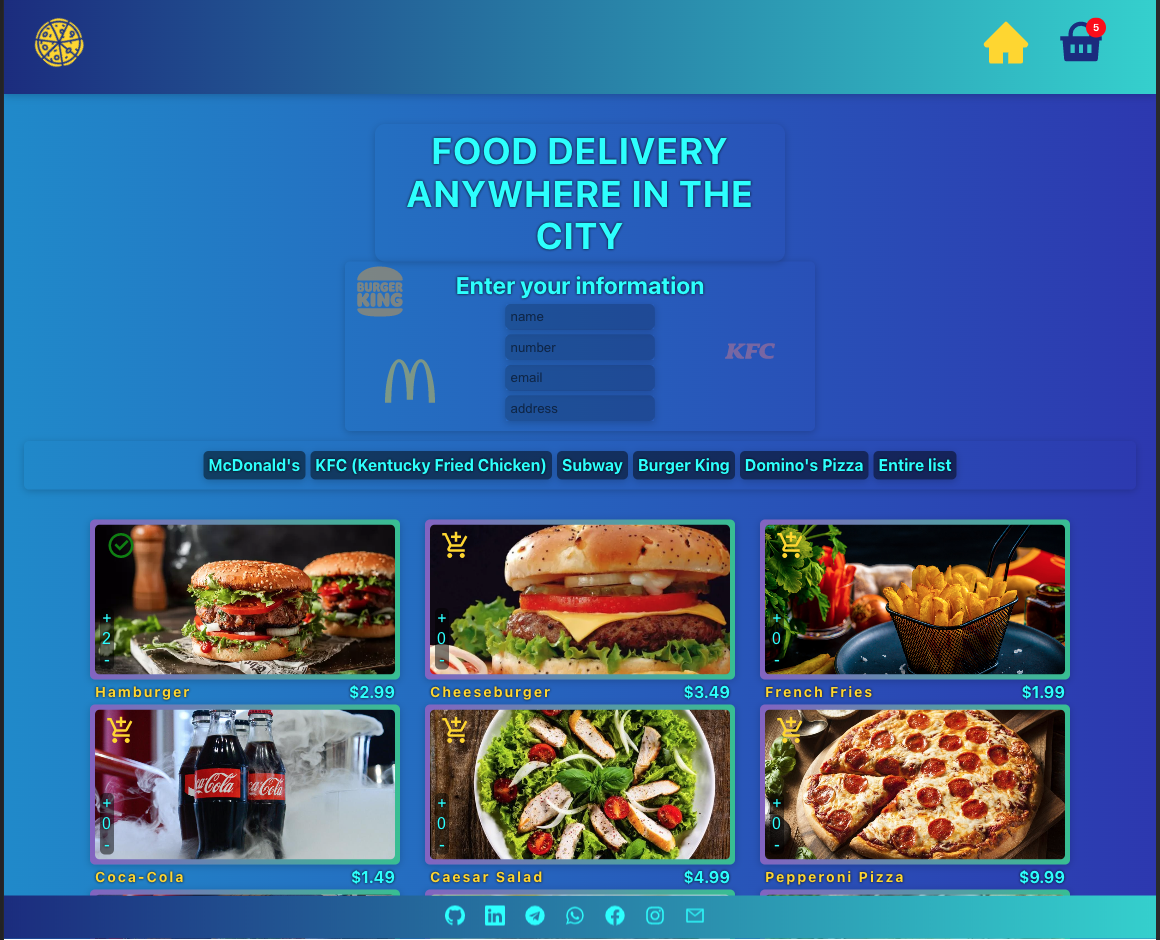 5
FOOD DELIVERY
ANYWHERE IN THE
CITY
Enter your information
BURGER
KING
name
number
KFC
email
address
McDonald's KFC (Kentucky Fried Chicken) Subway Burger King Domino's Pizza Entire list
+
2
-
+
0
-
+
0
-
Hamburger $2.99
Cheeseburger $3.49
French Fries $1.99
+
0
-
Coca-Cola
Coca-Cola
+
0
-
+
0
-
Coca-Cola $1.49
Caesar Salad $4.99
Pepperoni Pizza $9.99
in